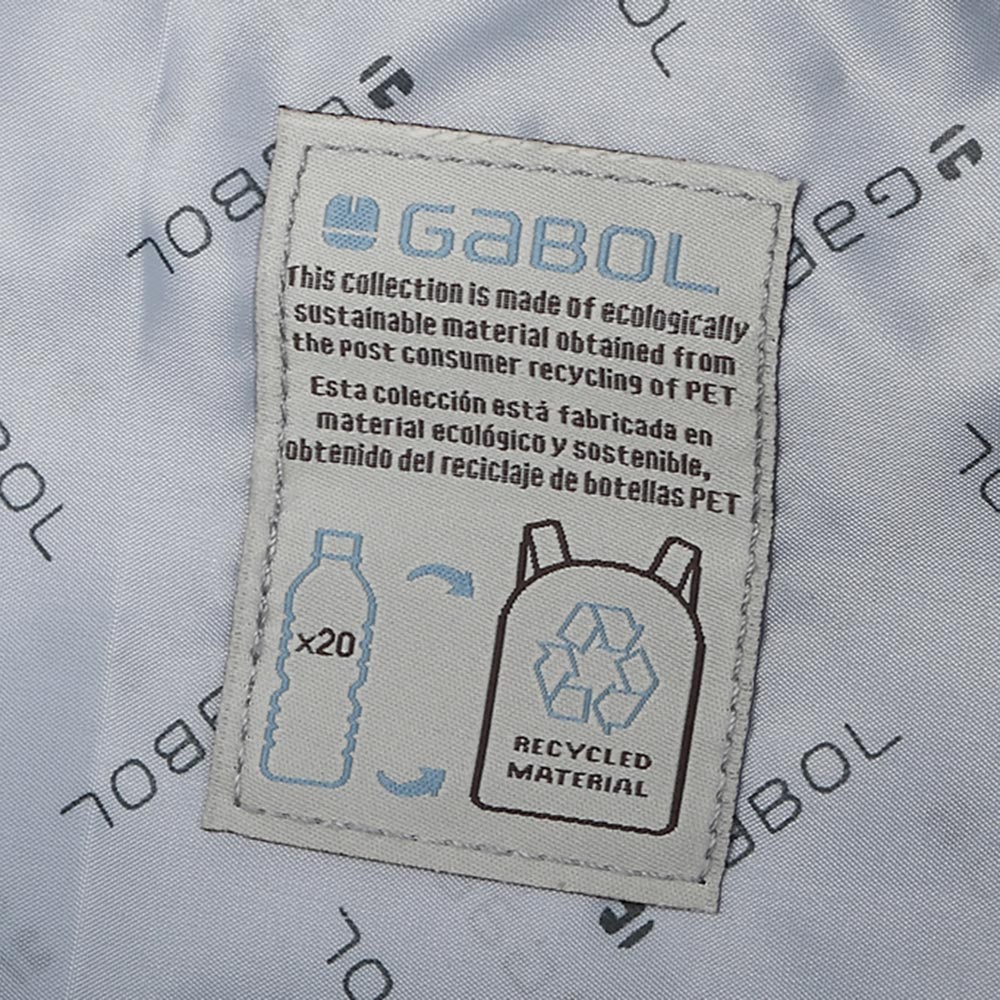 GABOL
This collection is made of ecologically
sustainable material obtained from
the post consumer recycling of PET
Esta colección está fabricada en
material ecológico y sostenible,
obtenido del reciclaje de botellas PET
x20
RECYCLED
MATERIAL